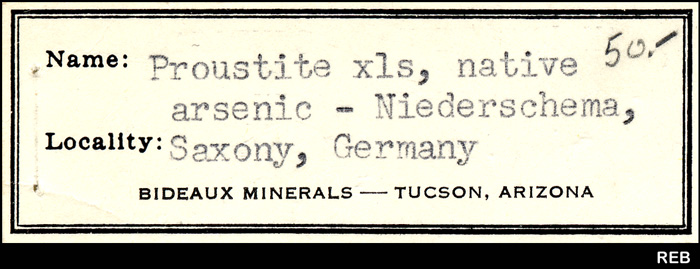 Name: Proustite xls, native 50.-
arsenic - Niederschema,
Locality: Saxony, Germany
BIDEAUX MINERALS — TUCSON, ARIZONA
REB